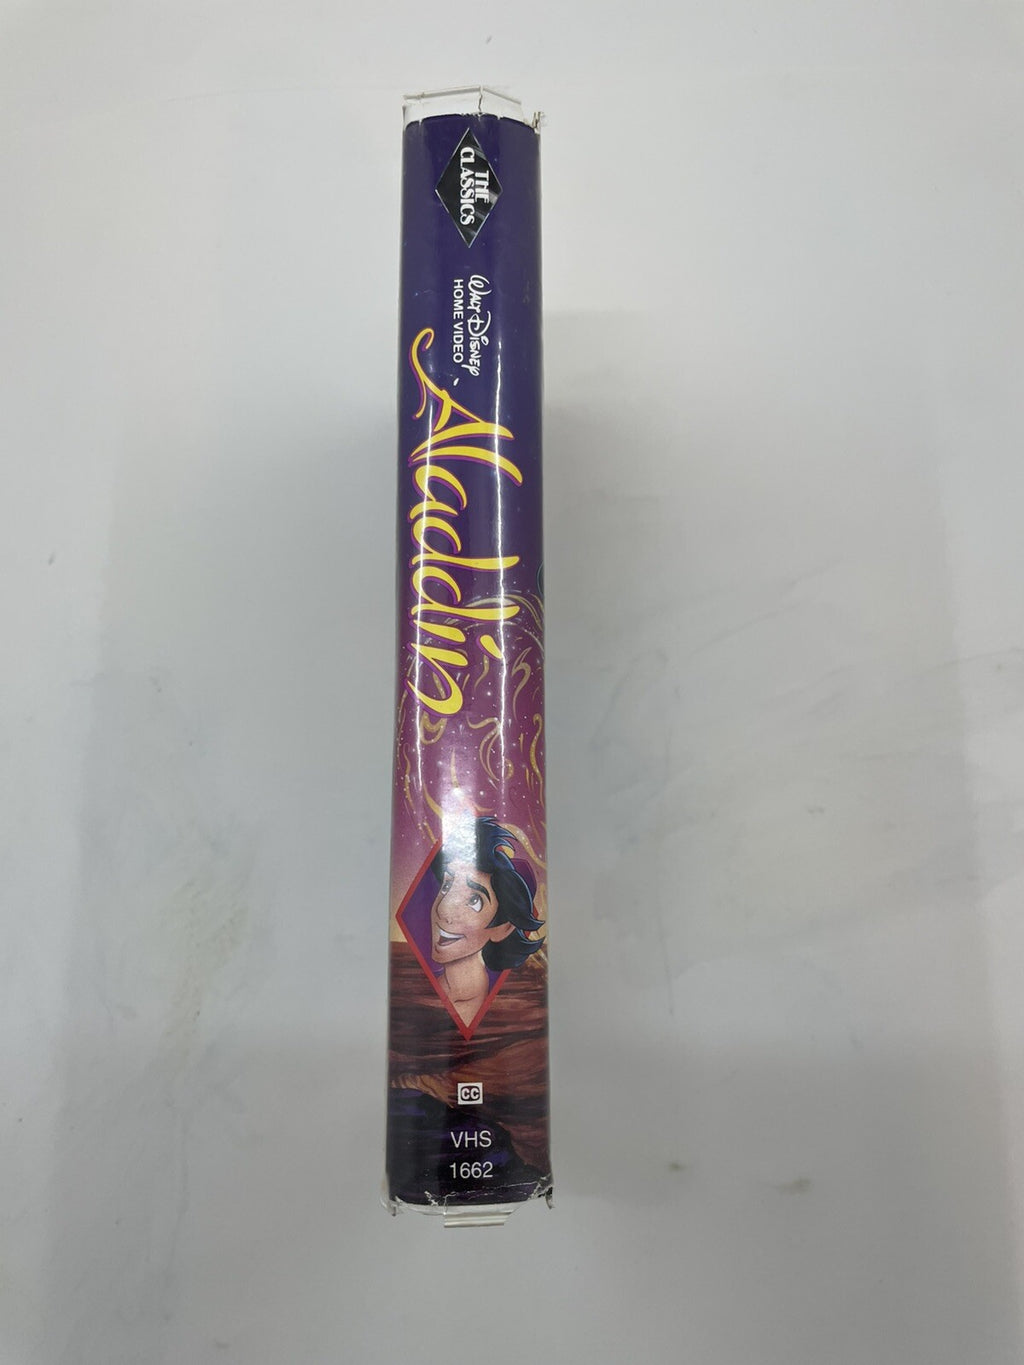 THE
CLASSICS
WALT DISNEY
HOME VIDEO
Aladdin
CC
VHS
1662